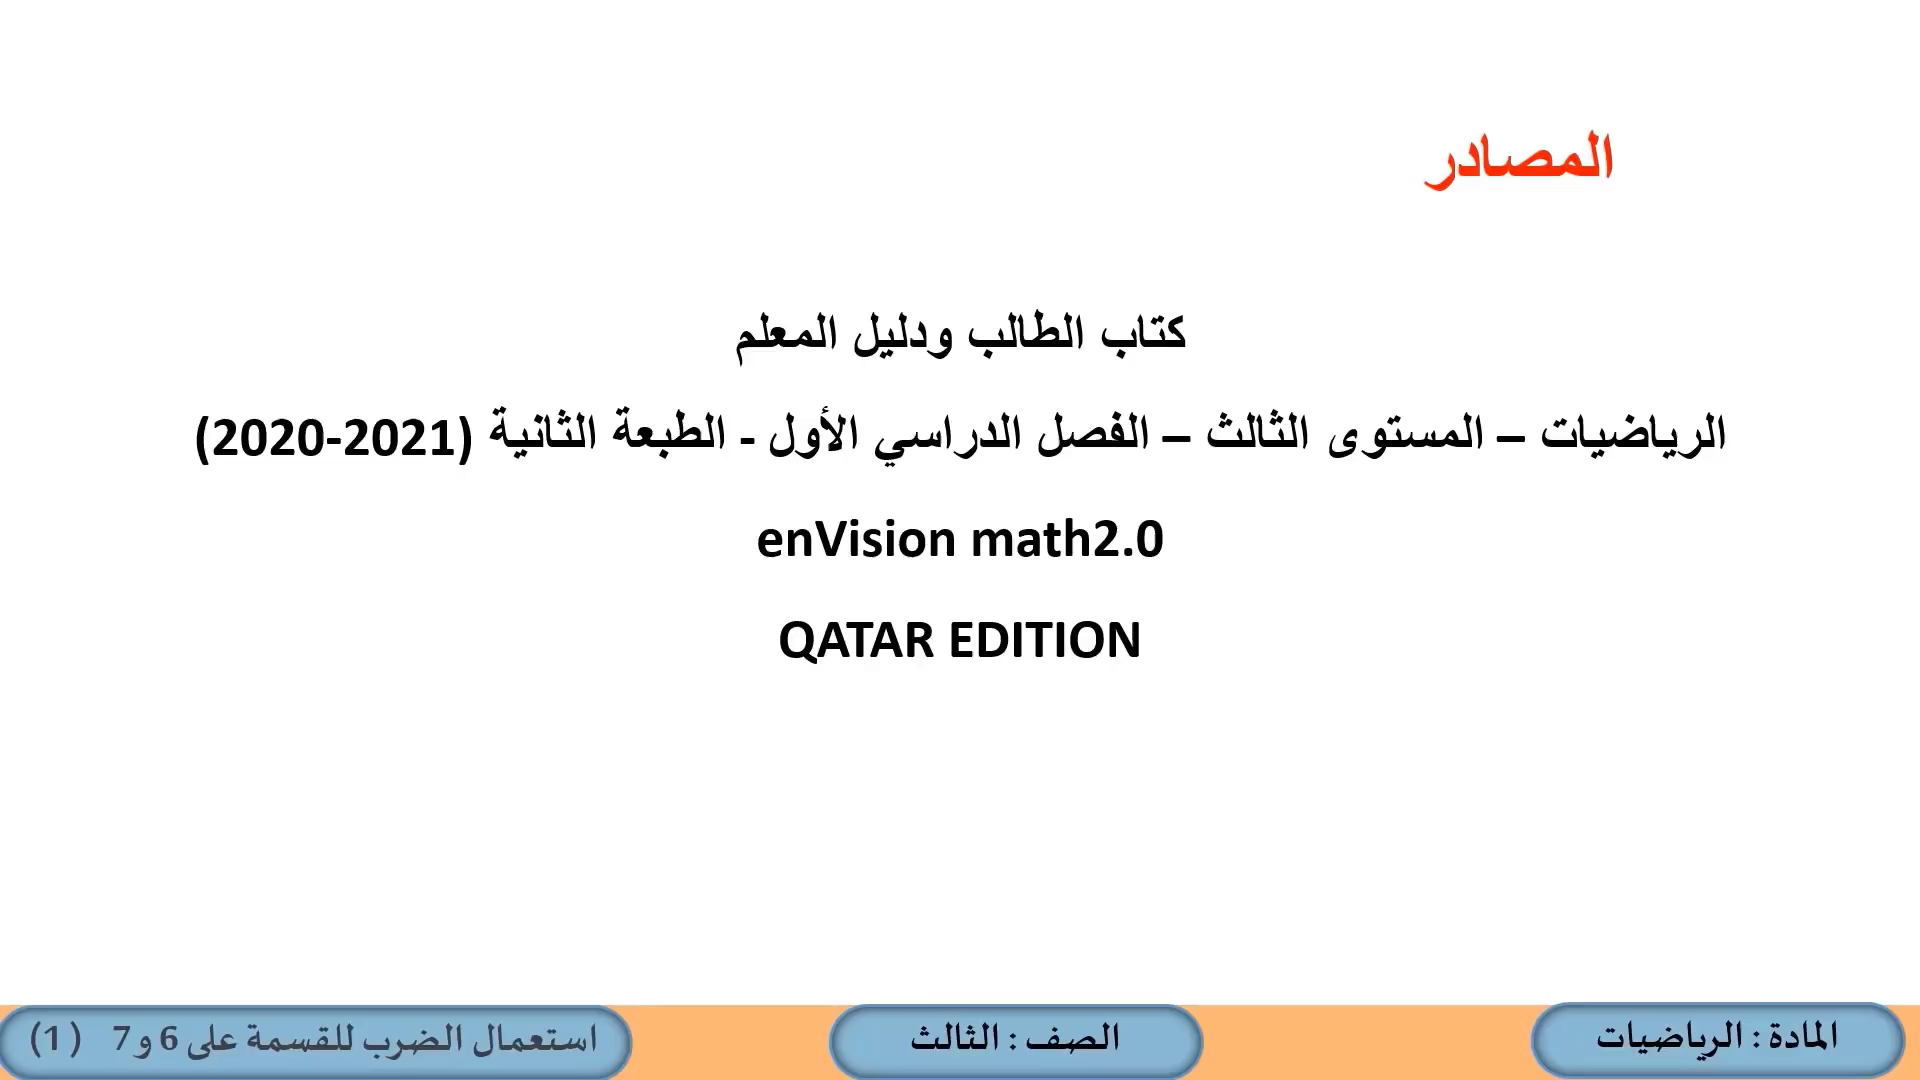 المصادر
كتاب الطالب ودليل المعلم
الرياضيات – المستوى الثالث – الفصل الدراسي الأول - الطبعة الثانية (2021-2020)
enVision math2.0
QATAR EDITION
المادة : الرياضيات
الصف : الثالث
استعمال الضرب للقسمة على 6 و 7 ( 1)